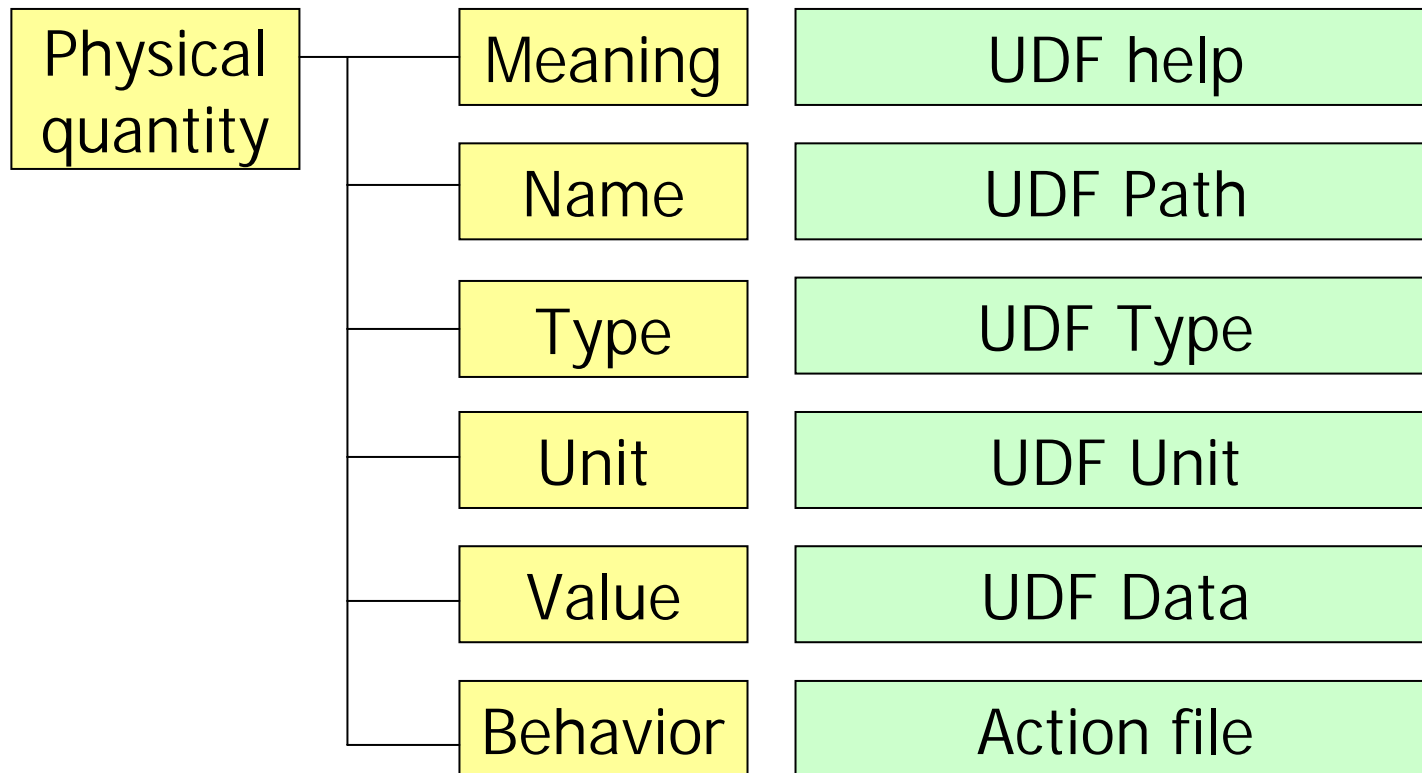 Physical
quantity
Meaning
UDF help
Name
UDF Path
Type
UDF Type
Unit
UDF Unit
Value
UDF Data
Behavior
Action file